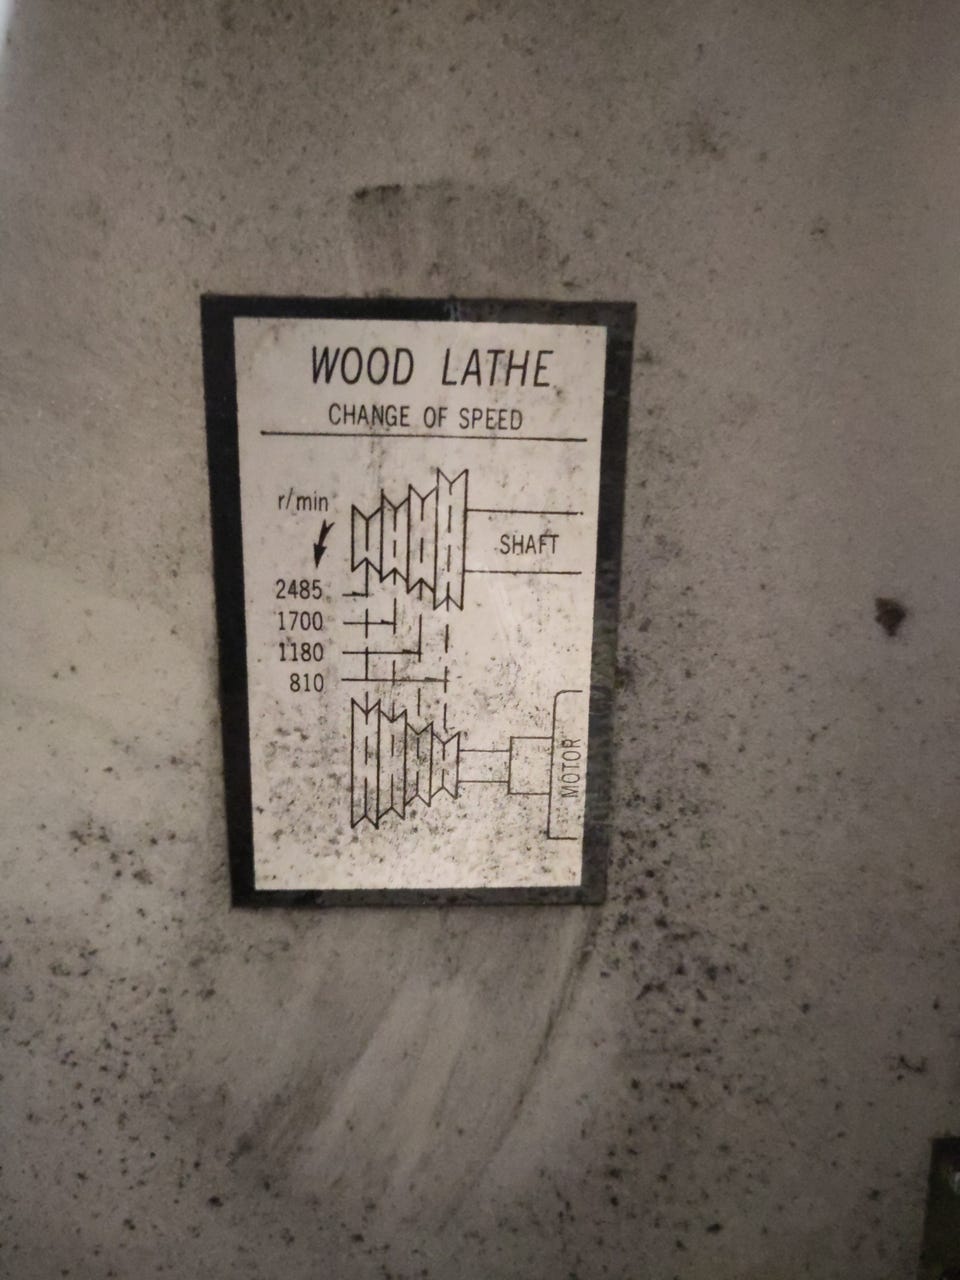 WOOD LATHE
CHANGE OF SPEED
r/min
SHAFT
2485
1700
1180
810
MOTOR